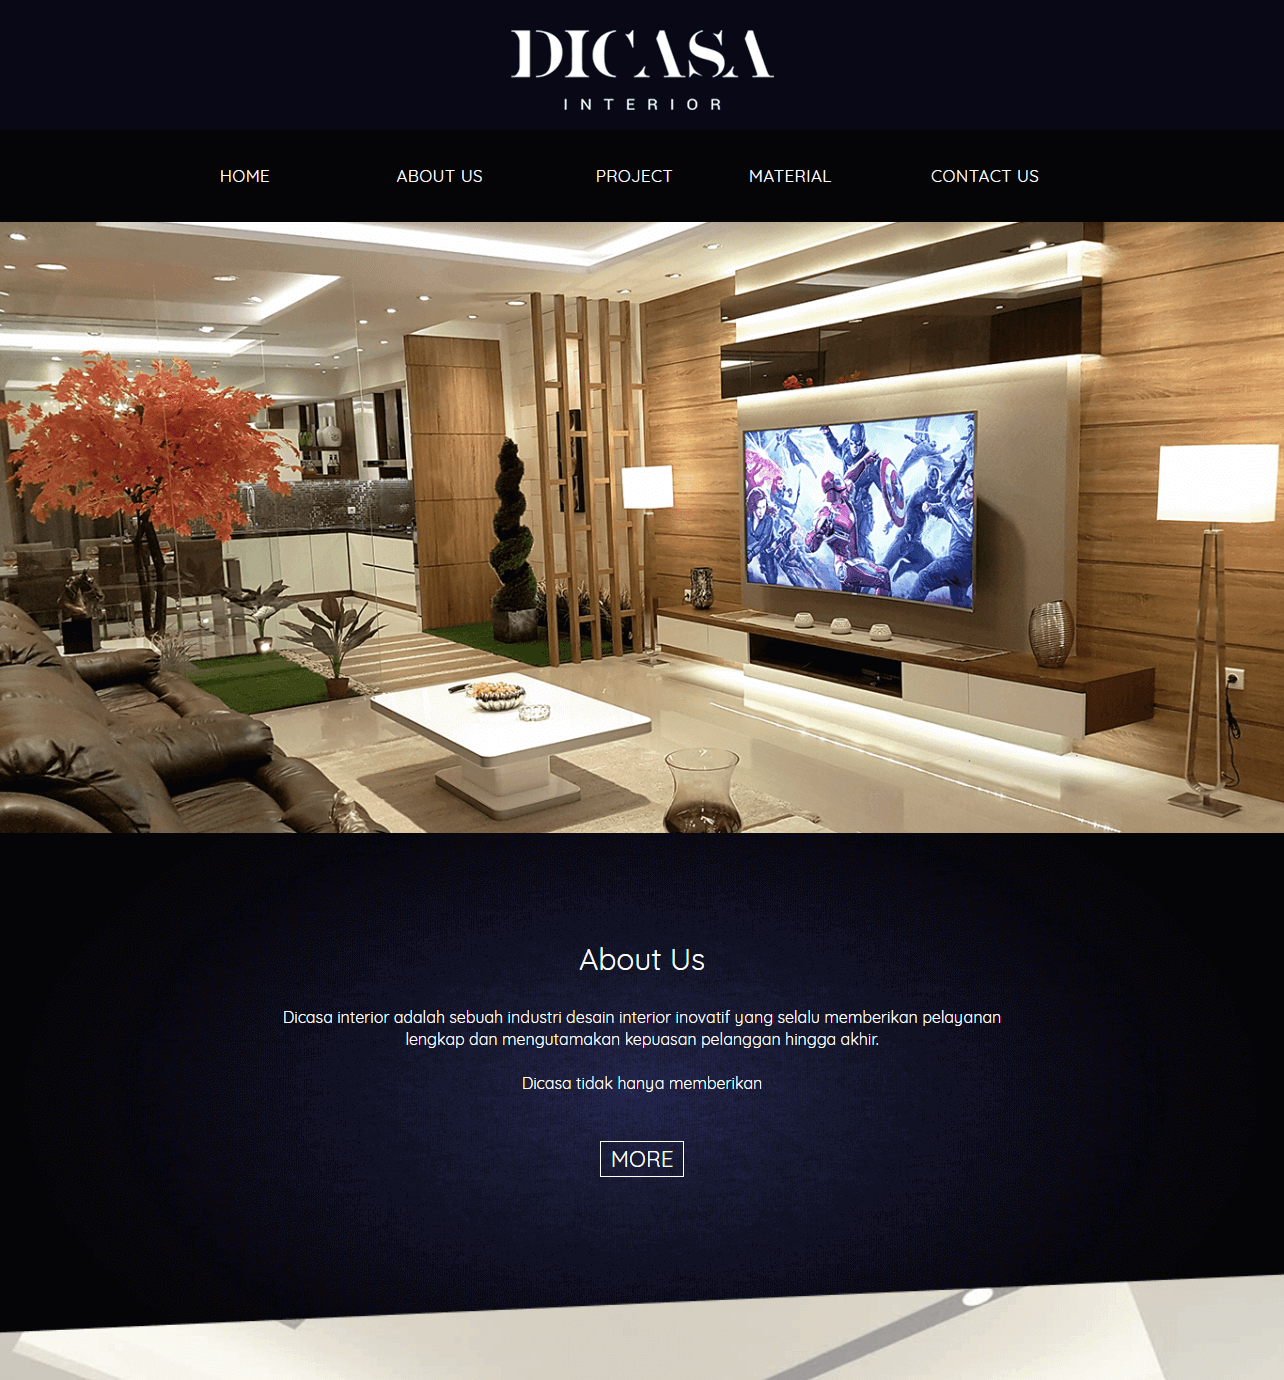 DICASA
INTERIOR
HOME ABOUT US PROJECT MATERIAL CONTACT US
About Us
Dicasa interior adalah sebuah industri desain interior inovatif yang selalu memberikan pelayanan
lengkap dan mengutamakan kepuasan pelanggan hingga akhir.
Dicasa tidak hanya memberikan
MORE